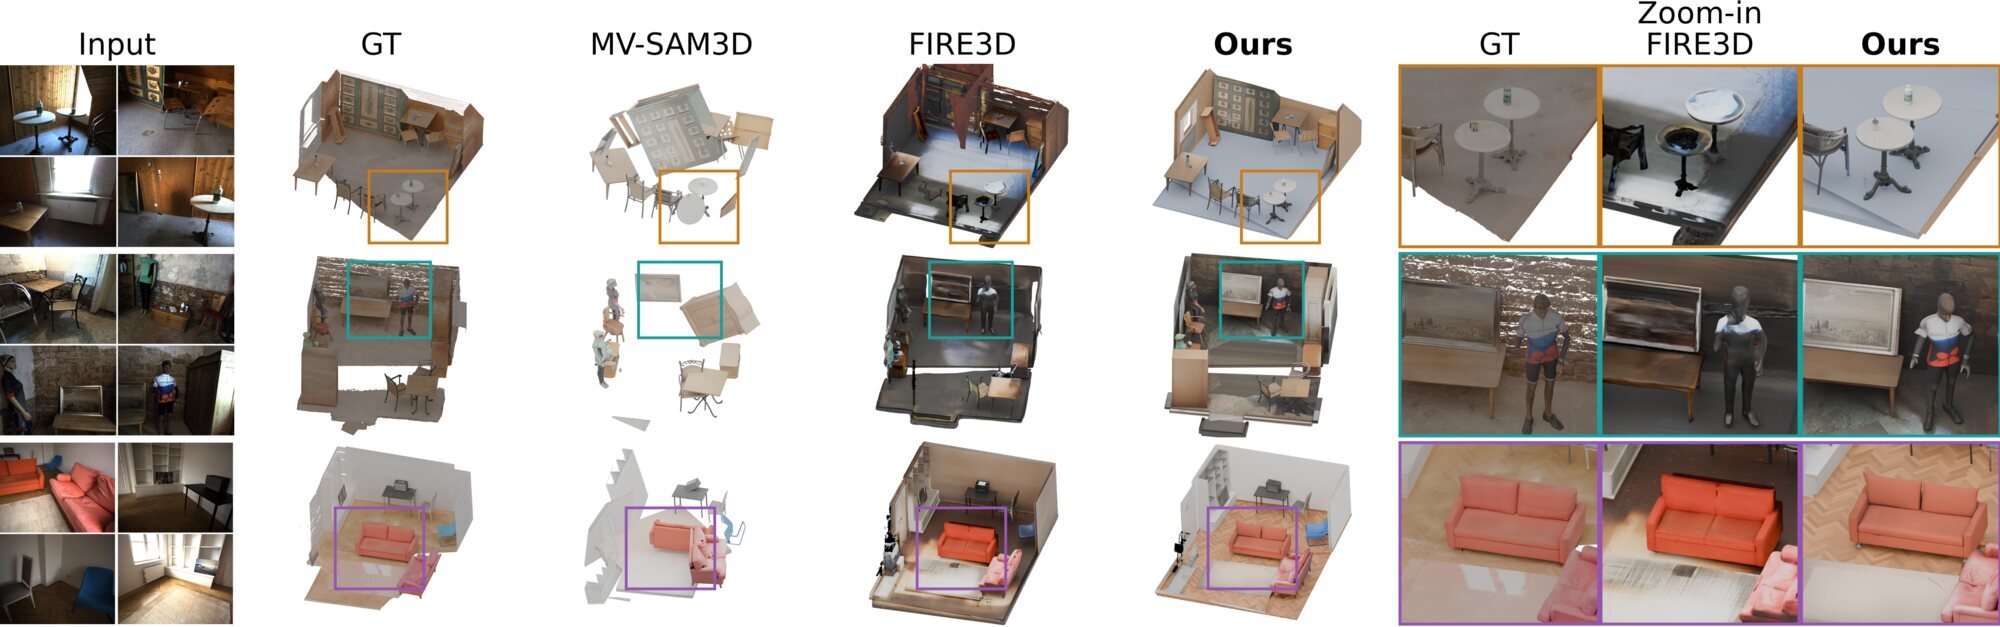 Input
GT
MV-SAM3D
FIRE3D
Ours
Zoom-in
GT
FIRE3D
Ours